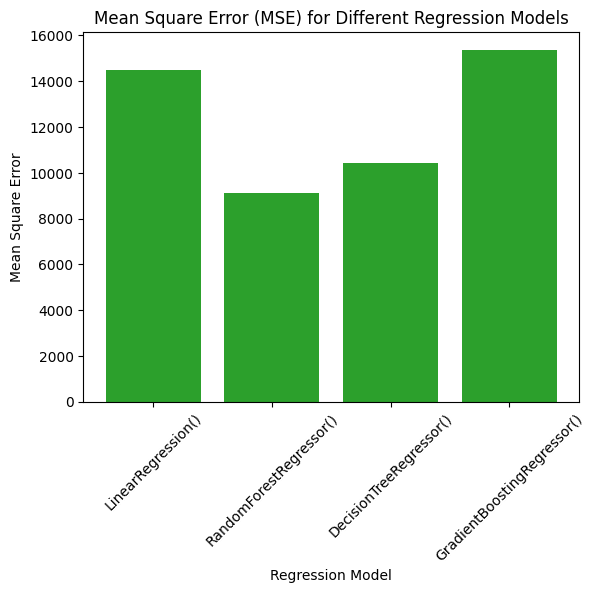 Mean Square Error (MSE) for Different Regression Models
16000
14000
12000
10000
8000
6000
4000
2000
0
Mean Square Error
LinearRegression()
RandomForestRegressor()
DecisionTreeRegressor()
GradientBoostingRegressor()
Regression Model